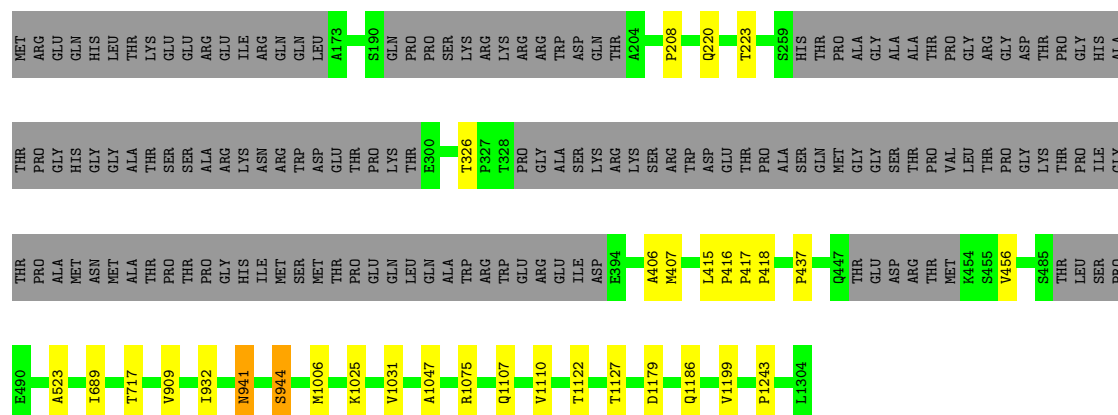 MET ARG GLU GLN HIS LEU THR LYS GLU GLU ARG GLU ILE ARG GLN GLN LEU A173 S190 GLN PRO PRO SER LYS ARG LYS ARG ARG TRP ASP GLN THR A204 P208 Q220 T223 S259 HIS THR PRO ALA GLY ALA ALA THR PRO GLY ARG GLY ASP THR PRO GLY HIS ALA
THR PRO GLY HIS GLY GLY ALA THR SER SER ALA ARG LYS ASN ARG TRP ASP GLU THR PRO LYS THR E300 T326 P327 T328 PRO GLY ALA SER LYS ARG LYS SER ARG TRP ASP GLU THR PRO ALA SER GLN MET GLY GLY SER THR PRO VAL LEU THR PRO GLY LYS THR PRO ILE GLY
THR PRO ALA MET ASN MET ALA THR PRO THR PRO GLY HIS ILE MET SER MET THR PRO GLU GLN LEU GLN ALA TRP ARG TRP GLU ARG GLU ILE ASP E394 A406 M407 L415 P416 P417 P418 P437 Q447 THR GLU ASP ARG THR MET K454 S455 V456 S485 THR LEU SER PRO
E490 A523 I689 T717 V909 I932 N941 S944 M1006 K1025 V1031 A1047 R1075 Q1107 V1110 T1122 T1127 D1179 Q1186 V1199 P1243 L1304